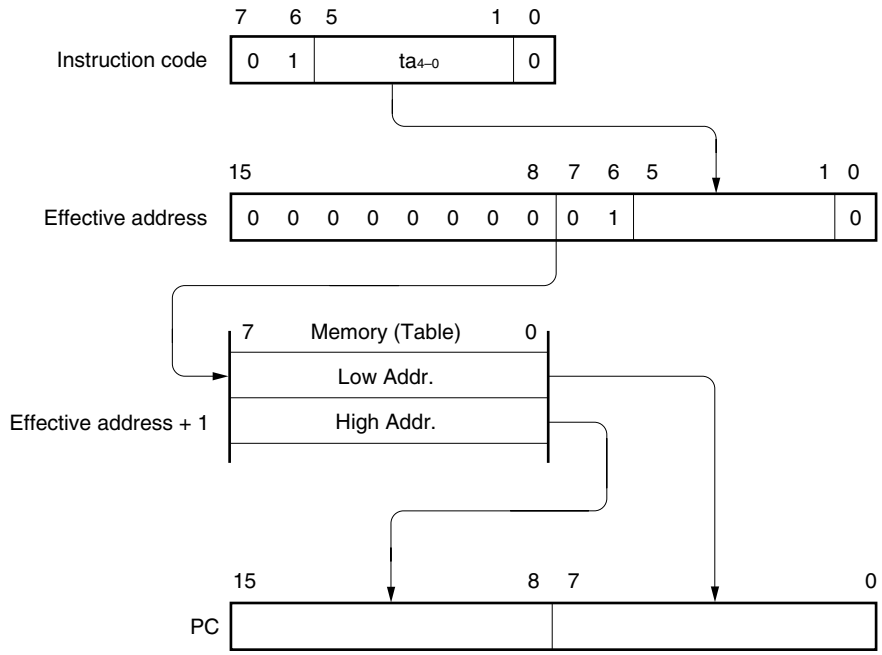 7 6 5 1 0
Instruction code 0 1 ta4–0 0
15 8 7 6 5 1 0
Effective address 0 0 0 0 0 0 0 0 0 1 0
7 Memory (Table) 0
Low Addr.
Effective address + 1 High Addr.
15 8 7 0
PC